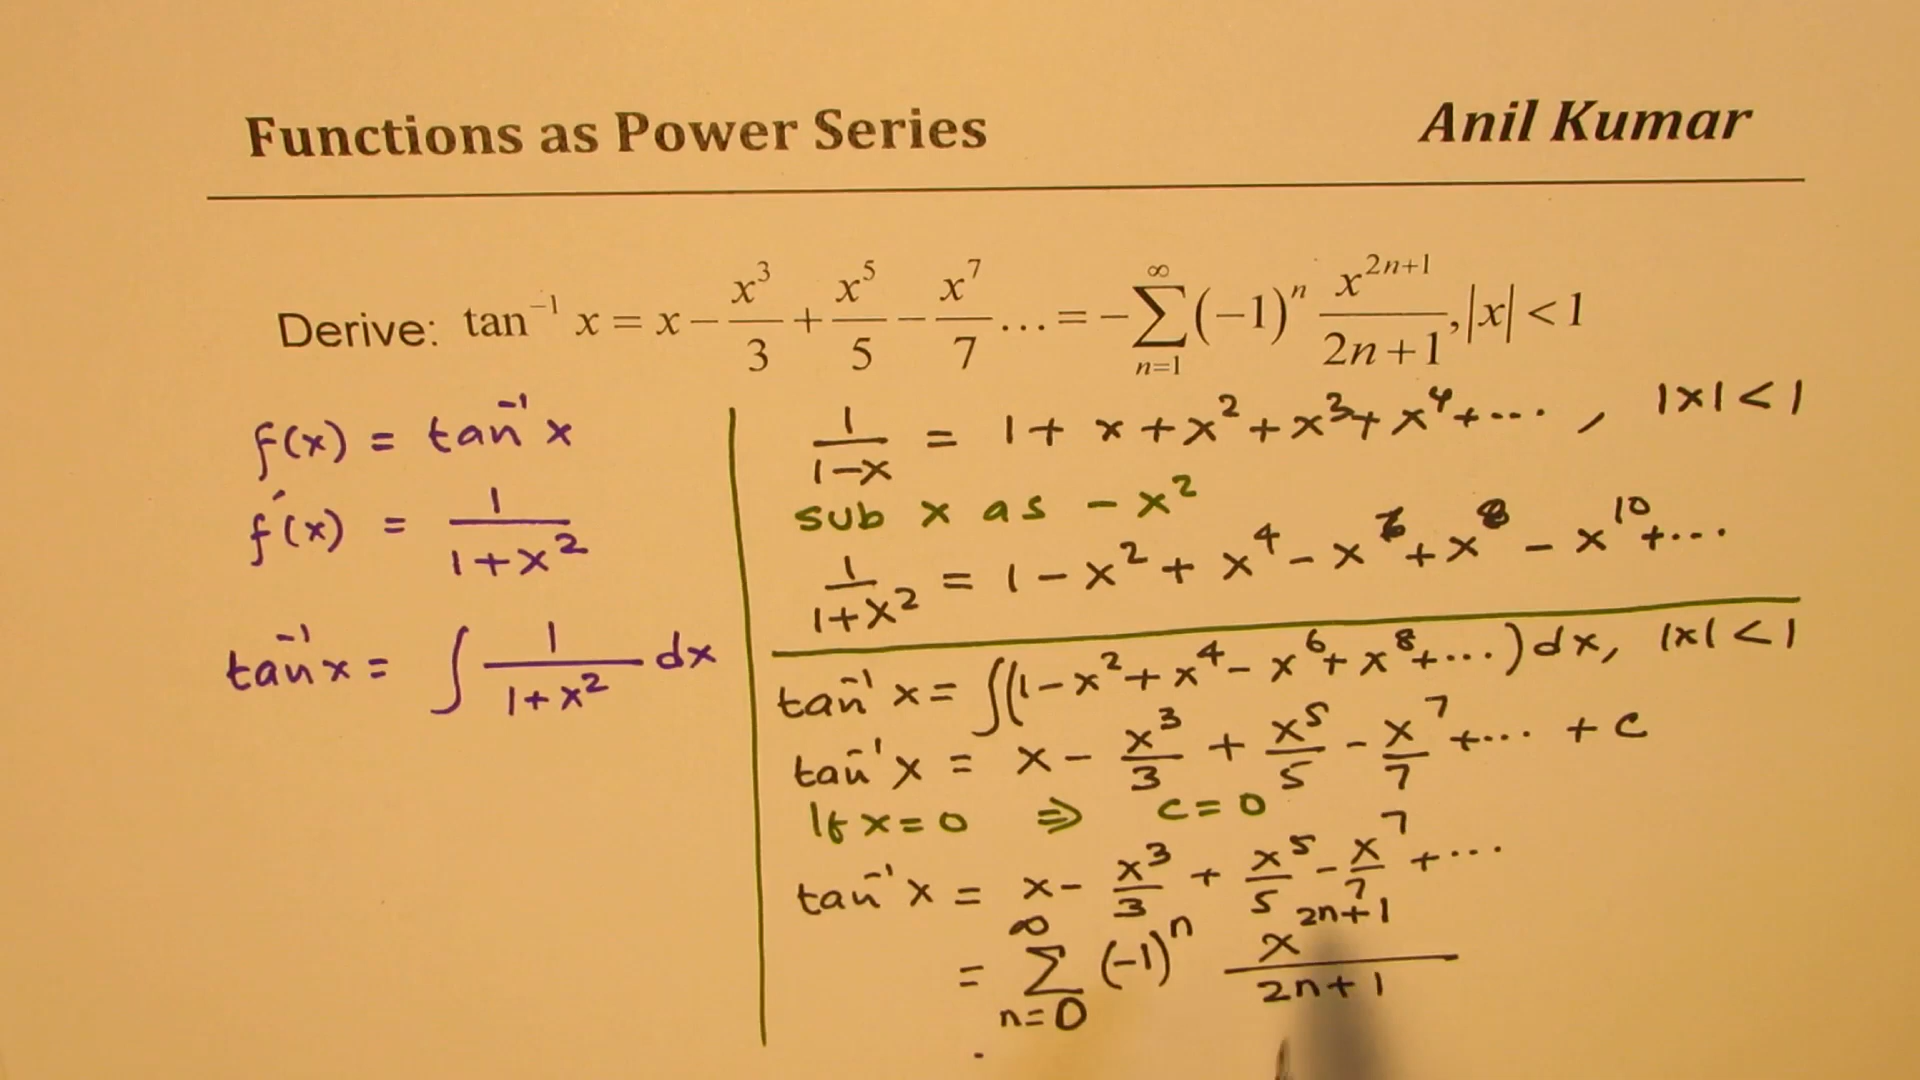 Functions as Power Series
Anil Kumar
Derive: tan⁻¹ x = x − x³/3 + x⁵/5 − x⁷/7 ... = −∑_{n=1}^{∞} (−1)ⁿ x²ⁿ⁺¹/(2n+1), |x| < 1
f(x) = tan⁻¹ x
f'(x) = 1/(1+x²)
tan⁻¹ x = ∫ 1/(1+x²) dx
1/(1−x) = 1 + x + x² + x³ + x⁴ + ... , |x| < 1
sub x as −x²
1/(1+x²) = 1 − x² + x⁴ − x⁶ + x⁸ − x¹⁰ + ...
tan⁻¹ x = ∫(1 − x² + x⁴ − x⁶ + x⁸ + ...) dx, |x| < 1
tan⁻¹ x = x − x³/3 + x⁵/5 − x⁷/7 + ... + c
If x = 0 ⇒ c = 0
tan⁻¹ x = x − x³/3 + x⁵/5 − x⁷/7 + ...
= ∑_{n=0}^{∞} (−1)ⁿ x²ⁿ⁺¹/(2n+1)